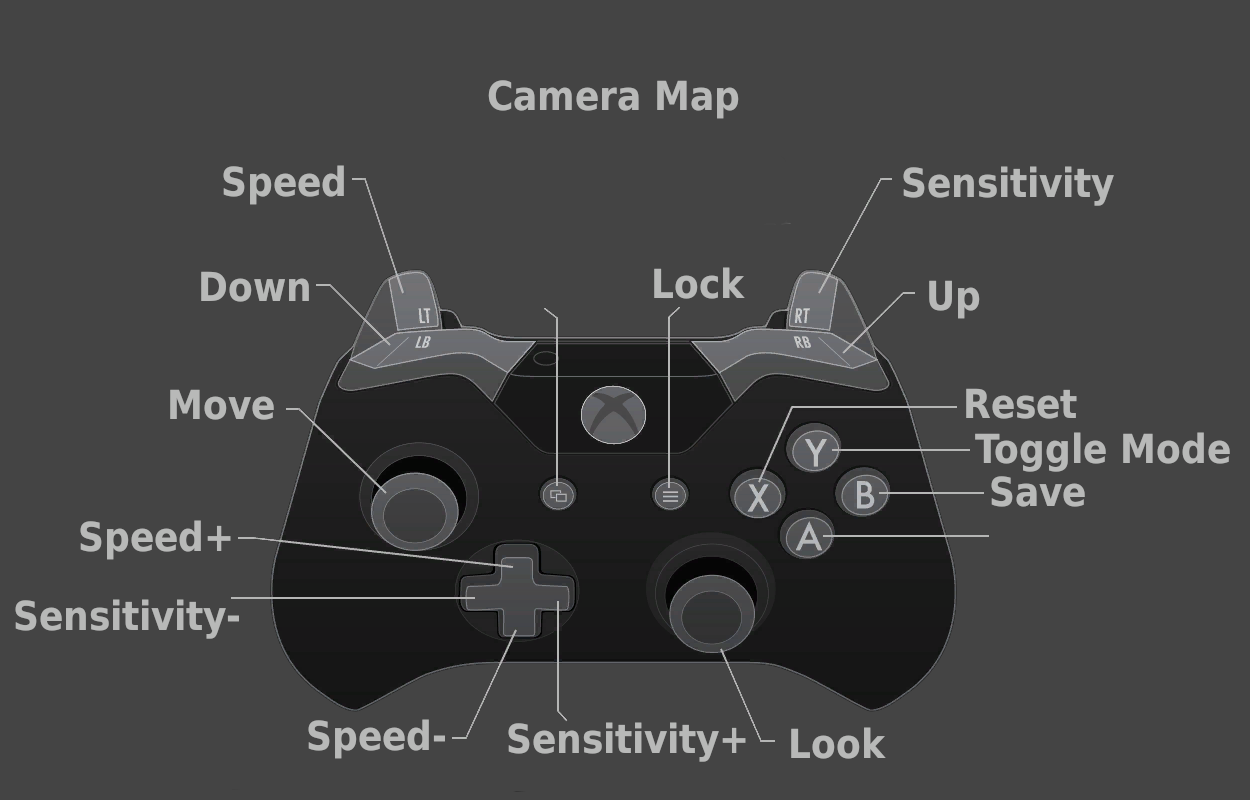 Camera Map
Speed
Sensitivity
Down
Lock
Up
LT
RT
LB
RB
Move
Reset
Y
Toggle Mode
X
B
Save
Speed+
A
Sensitivity-
Speed-
Sensitivity+
Look